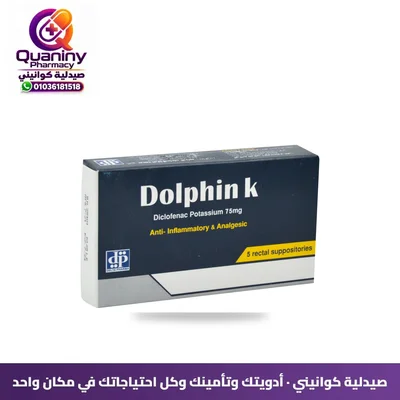 Quaniny
Pharmacy
صيدلية كوانيني
01036181518
Dolphin k
Diclofenac Potassium 75mg
Anti- Inflammatory & Analgesic
5 rectal suppositories
dp
صيدلية كوانيني - أدويتك وتأمينك وكل احتياجاتك في مكان واحد